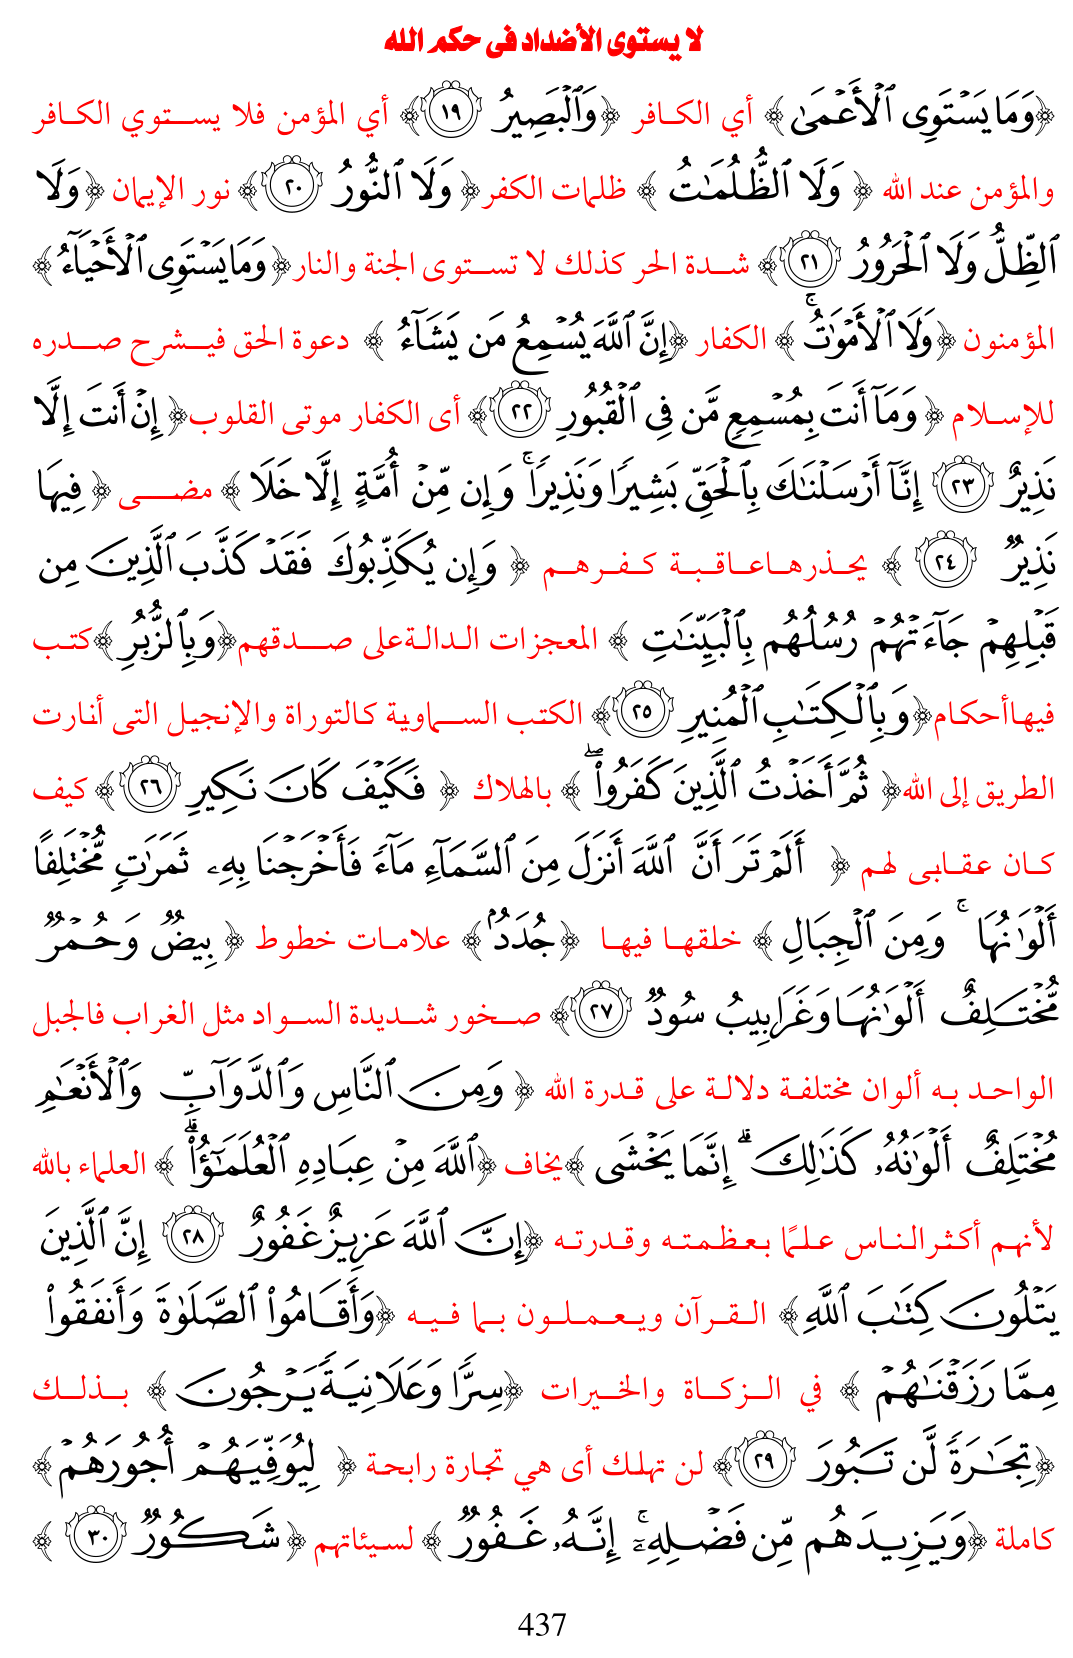 لا يستوى الأضداد فى حكم الله
﴿وَمَا يَسْتَوِى ٱلْأَعْمَىٰ﴾ أي الكافر ﴿وَٱلْبَصِيرُ ١٩﴾ أي المؤمن فلا يستوي الكافر
والمؤمن عند الله ﴿ وَلَا ٱلظُّلُمَـٰتُ ﴾ ظلمات الكفر ﴿وَلَا ٱلنُّورُ ٢٠﴾ نور الإيمان ﴿وَلَا
ٱلظِّلُّ وَلَا ٱلْحَرُورُ ٢١﴾ شدة الحر كذلك لا تستوى الجنة والنار ﴿وَمَا يَسْتَوِى ٱلْأَحْيَآءُ﴾
المؤمنون ﴿وَلَا ٱلْأَمْوَٰتُ ۚ﴾ الكفار ﴿إِنَّ ٱللَّهَ يُسْمِعُ مَن يَشَآءُ ﴾ دعوة الحق فيشرح صدره
للإسلام ﴿ وَمَآ أَنتَ بِمُسْمِعٍ مَّن فِى ٱلْقُبُورِ ٢٢﴾ أى الكفار موتى القلوب ﴿ إِنْ أَنتَ إِلَّا
نَذِيرٌ ٢٣ إِنَّآ أَرْسَلْنَـٰكَ بِٱلْحَقِّ بَشِيرًا وَنَذِيرًا ۚ وَإِن مِّنْ أُمَّةٍ إِلَّا خَلَا ﴾ مضى ﴿ فِيهَا
نَذِيرٌ ٢٤ ﴾ يحذرها عاقبة كفرهم ﴿ وَإِن يُكَذِّبُوكَ فَقَدْ كَذَّبَ ٱلَّذِينَ مِن
قَبْلِهِمْ جَآءَتْهُمْ رُسُلُهُم بِٱلْبَيِّنَـٰتِ ﴾ المعجزات الدالة على صدقهم ﴿وَبِٱلزُّبُرِ ﴾ كتب
فيها أحكام ﴿وَبِٱلْكِتَـٰبِ ٱلْمُنِيرِ ٢٥﴾ الكتب السماوية كالتوراة والإنجيل التى أنارت
الطريق إلى الله ﴿ ثُمَّ أَخَذْتُ ٱلَّذِينَ كَفَرُوا۟ ۖ ﴾ بالهلاك ﴿ فَكَيْفَ كَانَ نَكِيرِ ٢٦﴾ كيف
كان عقابى لهم ﴿ أَلَمْ تَرَ أَنَّ ٱللَّهَ أَنزَلَ مِنَ ٱلسَّمَآءِ مَآءً فَأَخْرَجْنَا بِهِۦ ثَمَرَٰتٍ مُّخْتَلِفًا
أَلْوَٰنُهَا ۚ وَمِنَ ٱلْجِبَالِ ﴾ خلقها فيها ﴿جُدَدٌۢ ﴾ علامات خطوط ﴿ بِيضٌ وَحُمْرٌ
مُّخْتَلِفٌ أَلْوَٰنُهَا وَغَرَابِيبُ سُودٌ ٢٧﴾ صخور شديدة السواد مثل الغراب فالجبل
الواحد به ألوان مختلفة دلالة على قدرة الله ﴿ وَمِنَ ٱلنَّاسِ وَٱلدَّوَآبِّ وَٱلْأَنْعَـٰمِ
مُخْتَلِفٌ أَلْوَٰنُهُۥ كَذَٰلِكَ ۗ إِنَّمَا يَخْشَى ﴾ يخاف ﴿ٱللَّهَ مِنْ عِبَادِهِ ٱلْعُلَمَـٰٓؤُا۟ ۗ ﴾ العلماء بالله
لأنهم أكثر الناس علمًا بعظمته وقدرته ﴿إِنَّ ٱللَّهَ عَزِيزٌ غَفُورٌ ٢٨ إِنَّ ٱلَّذِينَ
يَتْلُونَ كِتَـٰبَ ٱللَّهِ﴾ القرآن ويعملون بما فيه ﴿وَأَقَامُوا۟ ٱلصَّلَوٰةَ وَأَنفَقُوا۟
مِمَّا رَزَقْنَـٰهُمْ ﴾ في الزكاة والخيرات ﴿سِرًّا وَعَلَانِيَةً يَرْجُونَ ﴾ بذلك
﴿تِجَـٰرَةً لَّن تَبُورَ ٢٩﴾ لن تهلك أى هي تجارة رابحة ﴿ لِيُوَفِّيَهُمْ أُجُورَهُمْ﴾
كاملة ﴿وَيَزِيدَهُم مِّن فَضْلِهِۦٓ ۚ إِنَّهُۥ غَفُورٌ ﴾ لسيئاتهم ﴿ شَكُورٌ ٣٠ ﴾
437